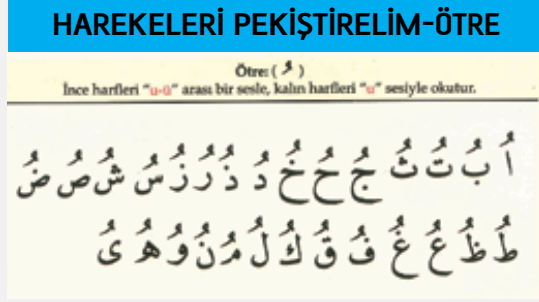 HAREKELERİ PEKİŞTİRELİM-ÖTRE
Ötre: ( ُ )
İnce harfleri "u-ü" arası bir sesle, kalın harfleri "u" sesiyle okutur.
اُ بُ تُ ثُ جُ حُ خُ دُ ذُ رُ زُ سُ شُ صُ ضُ
طُ ظُ عُ غُ فُ قُ كُ لُ مُ نُ وُ هُ ىُ